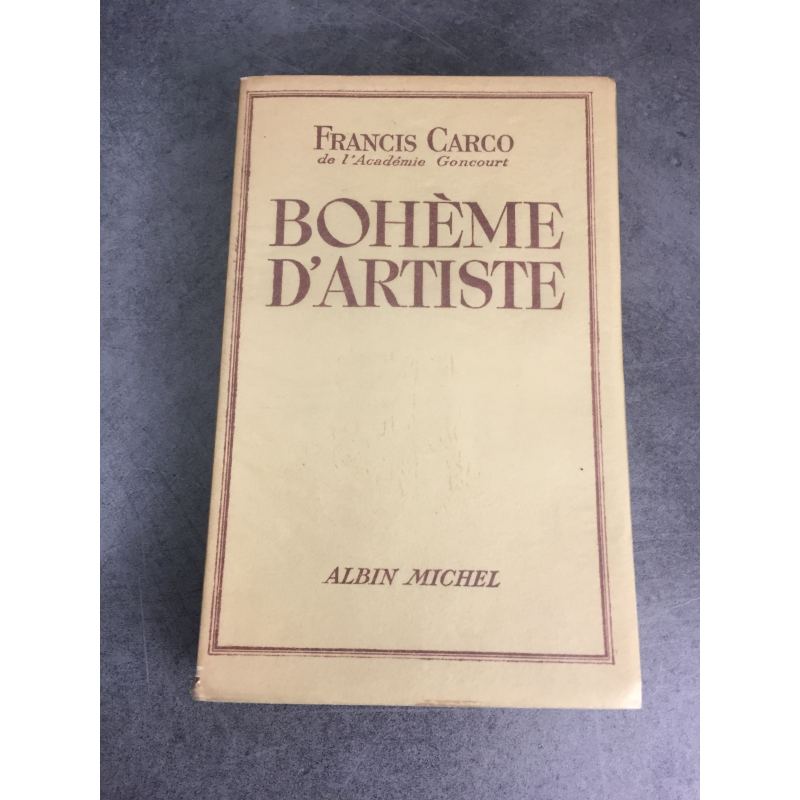 FRANCIS CARCO
de l'Académie Goncourt
BOHÈME
D'ARTISTE
ALBIN MICHEL